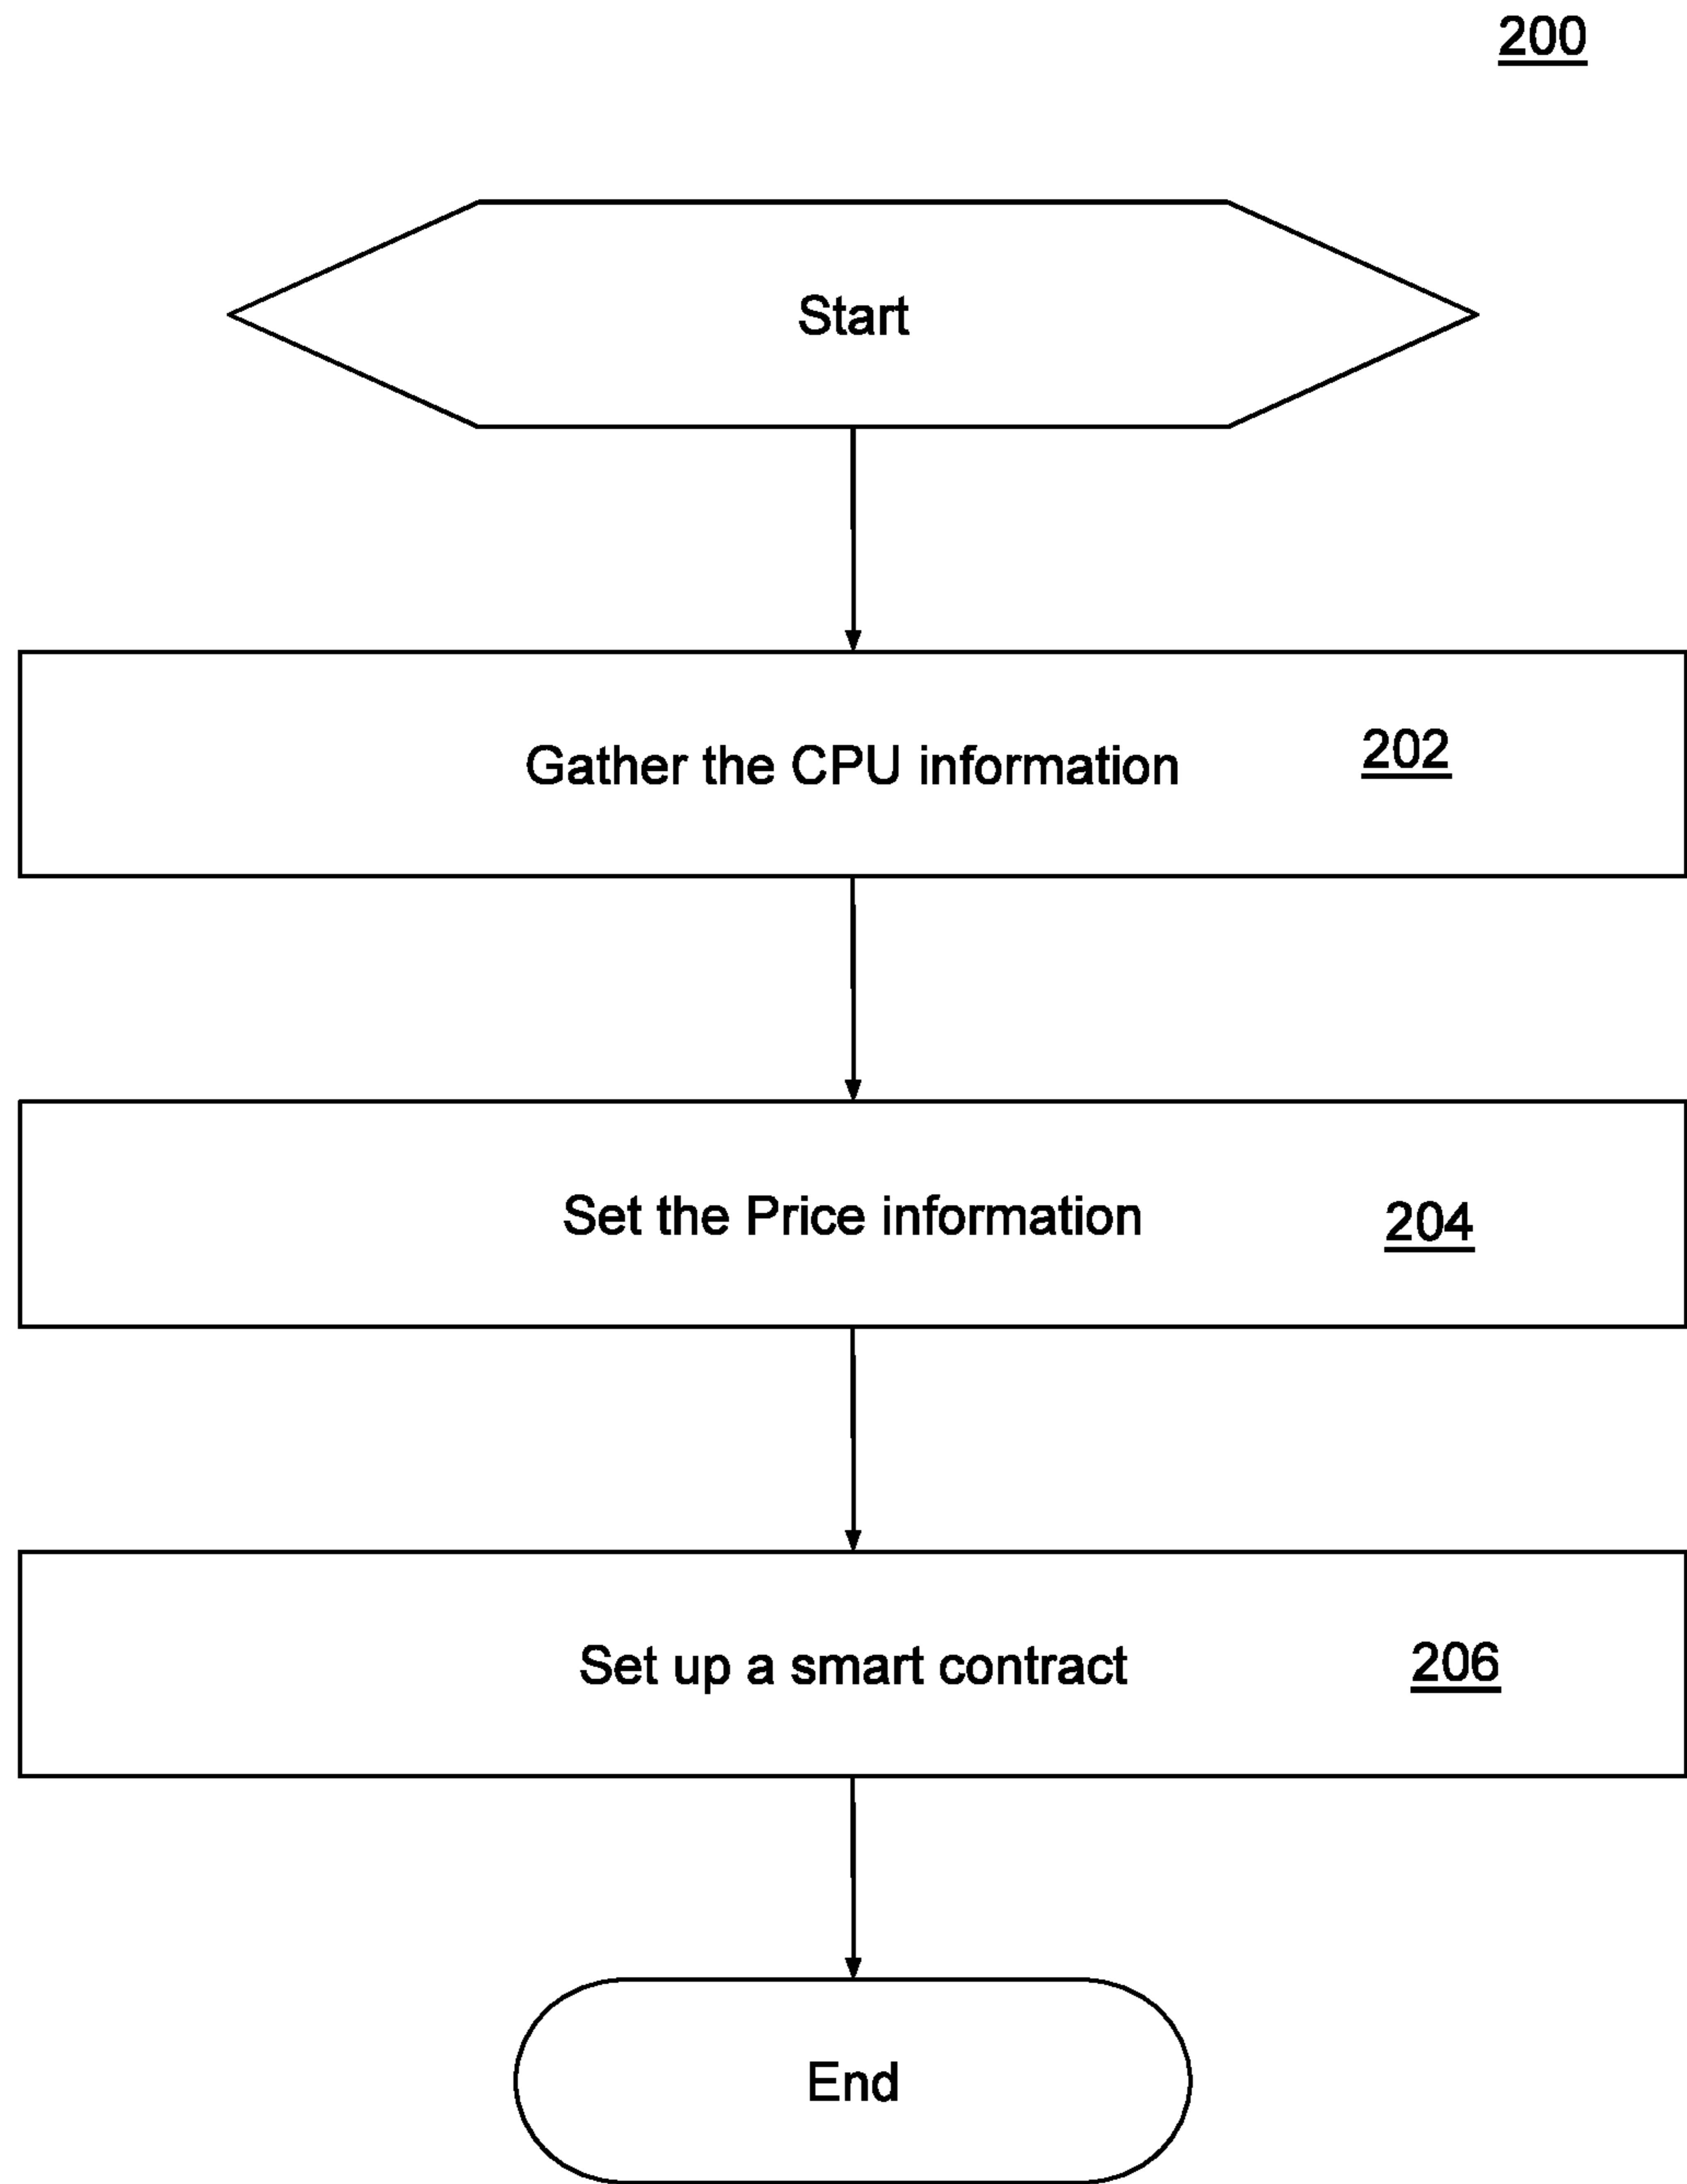 200
Start
Gather the CPU information 202
Set the Price information 204
Set up a smart contract 206
End